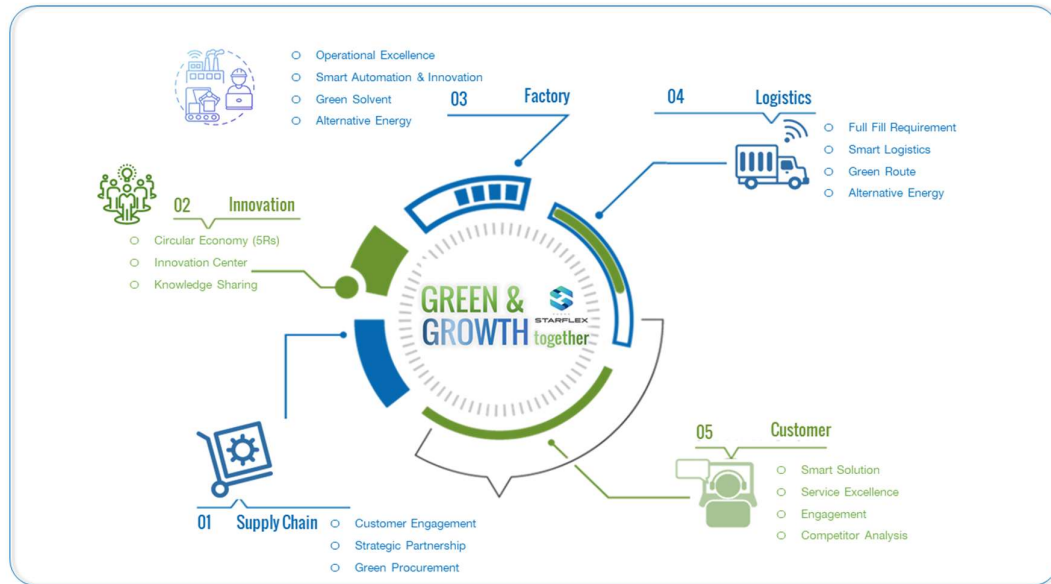 Operational Excellence
Smart Automation & Innovation
Green Solvent
Alternative Energy
03 Factory
04 Logistics
Full Fill Requirement
Smart Logistics
Green Route
Alternative Energy
02 Innovation
Circular Economy (5Rs)
Innovation Center
Knowledge Sharing
GREEN &
GROWTH together
STARFLEX
01 Supply Chain
Customer Engagement
Strategic Partnership
Green Procurement
05 Customer
Smart Solution
Service Excellence
Engagement
Competitor Analysis